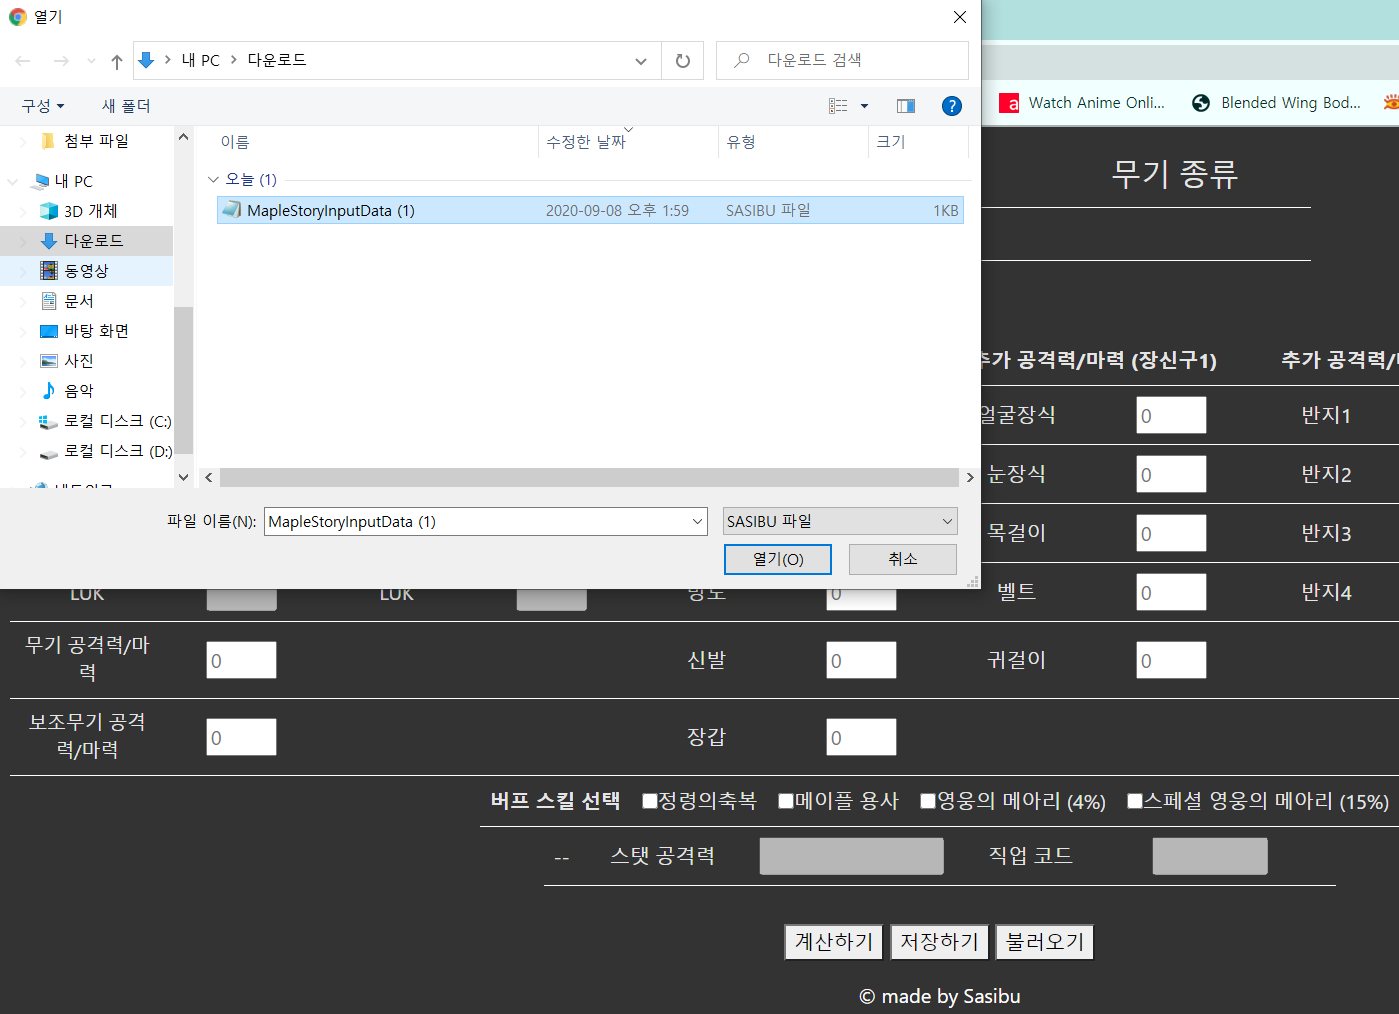 열기
내 PC
다운로드
다운로드 검색
구성
새 폴더
Watch Anime Onli...
Blended Wing Bod...
첨부 파일
내 PC
3D 개체
다운로드
동영상
문서
바탕 화면
사진
음악
로컬 디스크 (C:)
로컬 디스크 (D:)
이름
수정한 날짜
유형
크기
오늘 (1)
MapleStoryInputData (1)
2020-09-08 오후 1:59
SASIBU 파일
1KB
파일 이름(N):
MapleStoryInputData (1)
SASIBU 파일
열기(O)
취소
무기 종류
추가 공격력/마력 (장신구1)
추가 공격력/
얼굴장식
0
반지1
눈장식
0
반지2
목걸이
0
반지3
LUK
LUK
망토
0
벨트
0
반지4
무기 공격력/마
력
0
신발
0
귀걸이
0
보조무기 공격
력/마력
0
장갑
0
버프 스킬 선택
정령의축복
메이플 용사
영웅의 메아리 (4%)
스페셜 영웅의 메아리 (15%)
--
스탯 공격력
직업 코드
계산하기
저장하기
불러오기
© made by Sasibu